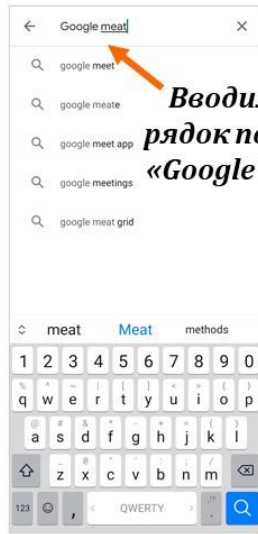 Google meat
google meet
google meate
google meet app
google meetings
google meat grid
Вводи
рядок по
«Google
meat Meat methods
1 2 3 4 5 6 7 8 9 0
q w e r t y u i o p
a s d f g h j k l
z x c v b n m
123 , QWERTY .